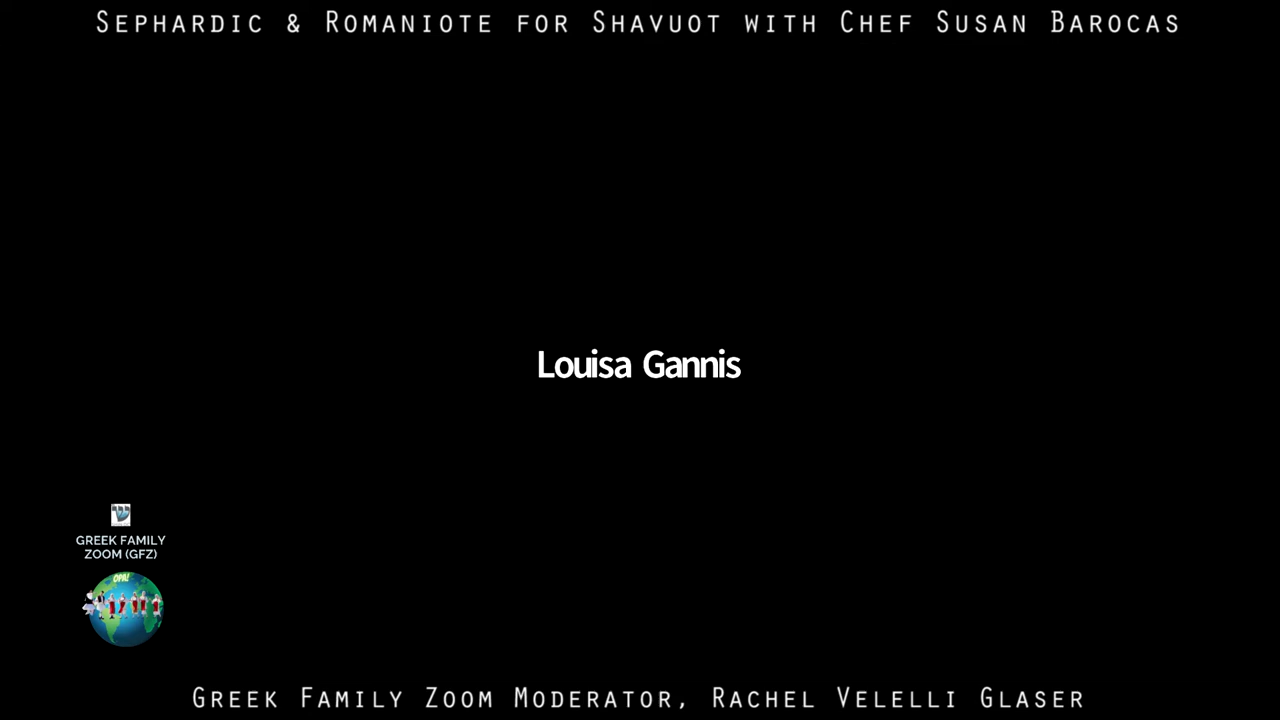 Sephardic & Romaniote for Shavuot with Chef Susan Barocas
Louisa Gannis
ש
GREEK FAMILY
ZOOM (GFZ)
OPA!
Greek Family Zoom Moderator, Rachel Velelli Glaser